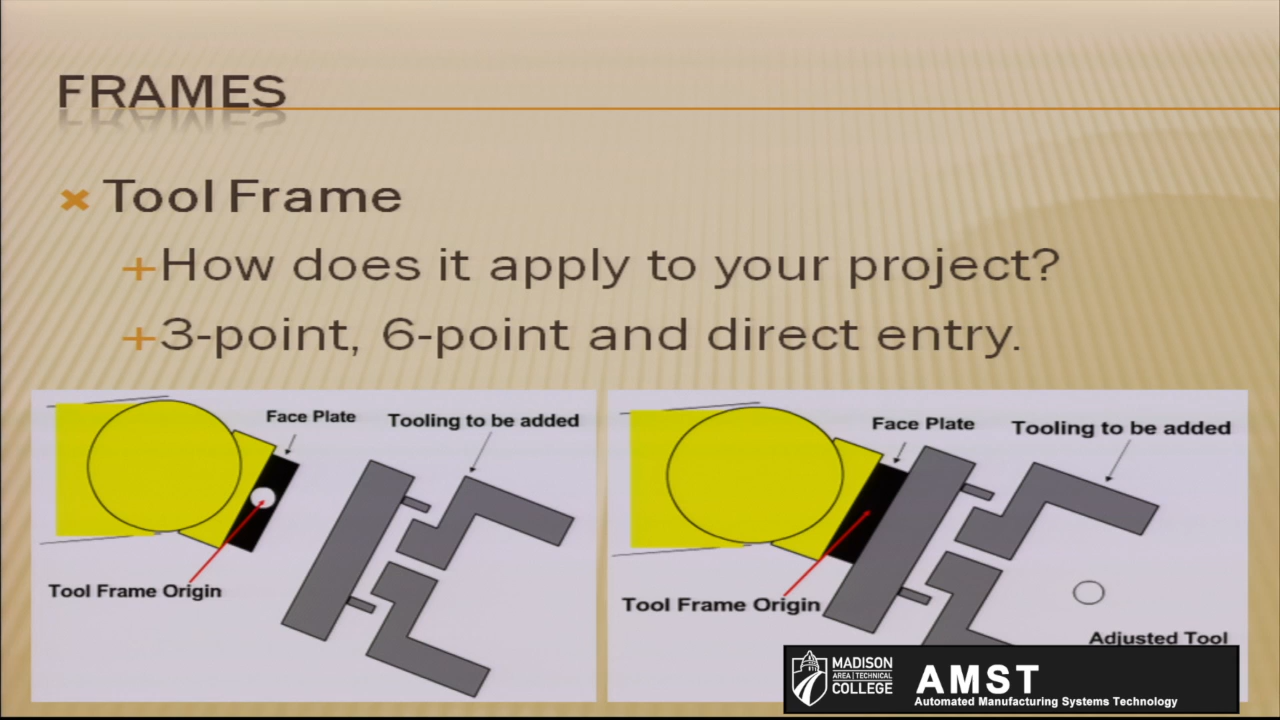 FRAMES
Tool Frame
How does it apply to your project?
3-point, 6-point and direct entry.
Face Plate
Tooling to be added
Tool Frame Origin
Face Plate
Tooling to be added
Tool Frame Origin
Adjusted Tool
MADISON
AREA TECHNICAL
COLLEGE
AMST
Automated Manufacturing Systems Technology